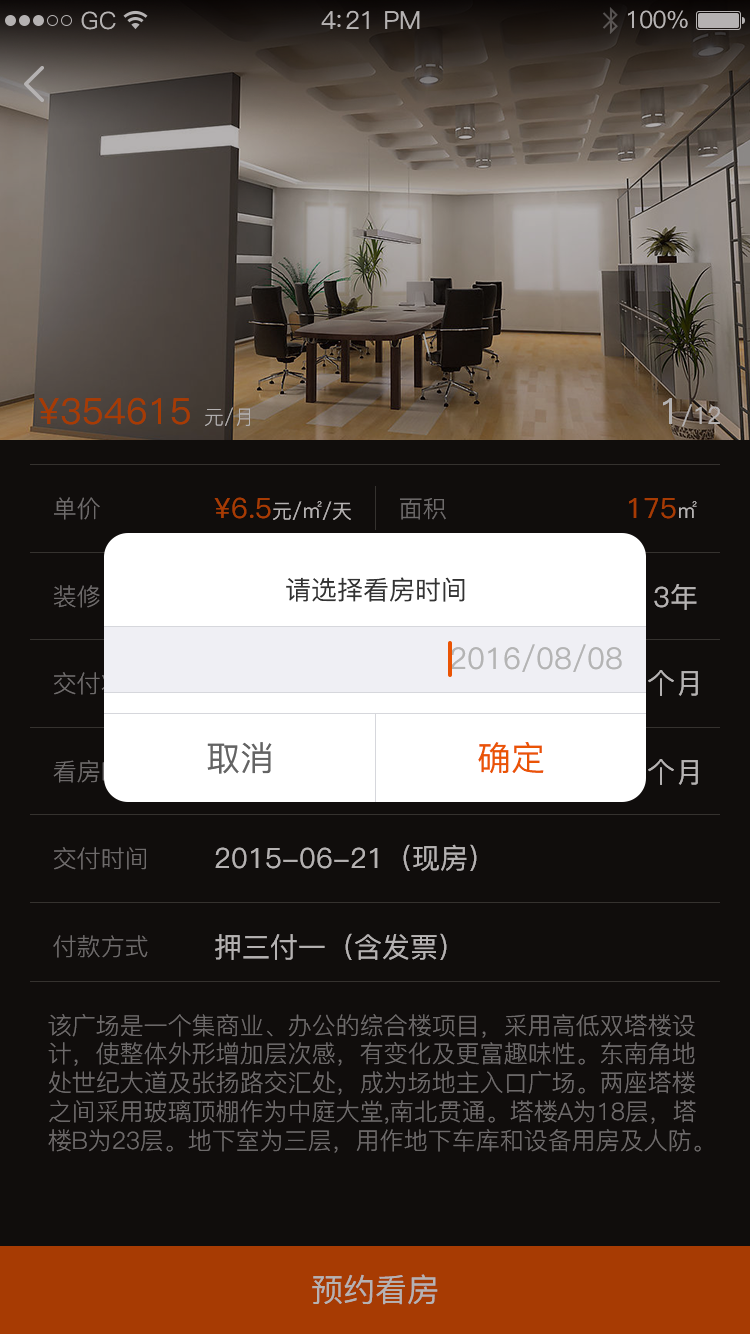 GC 4:21 PM 100%
¥354615 元/月 1/12
单价 ¥6.5元/㎡/天 面积 175㎡
装修 3年
交付 个月
看房 个月
请选择看房时间
2016/08/08
取消 确定
交付时间 2015-06-21（现房）
付款方式 押三付一（含发票）
该广场是一个集商业、办公的综合楼项目，采用高低双塔楼设
计，使整体外形增加层次感，有变化及更富趣味性。东南角地
处世纪大道及张扬路交汇处，成为场地主入口广场。两座塔楼
之间采用玻璃顶棚作为中庭大堂,南北贯通。塔楼A为18层，塔
楼B为23层。地下室为三层，用作地下车库和设备用房及人防。
预约看房